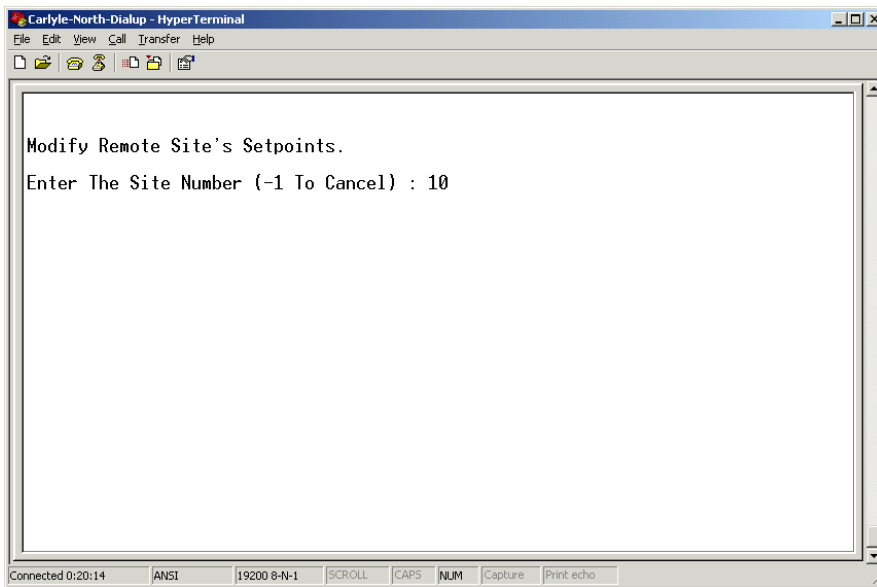 Carlyle-North-Dialup - HyperTerminal
File Edit View Call Transfer Help
Modify Remote Site's Setpoints.
Enter The Site Number (-1 To Cancel) : 10
Connected 0:20:14 ANSI 19200 8-N-1 SCROLL CAPS NUM Capture Print echo